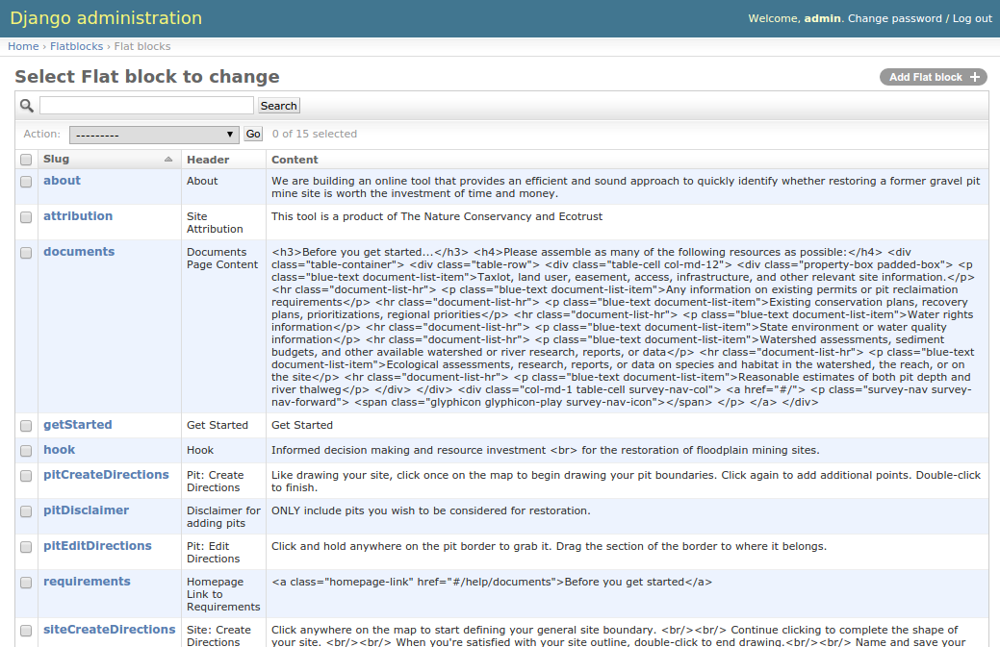 Django administration
Welcome, admin. Change password / Log out
Home › Flatblocks › Flat blocks
Select Flat block to change
Add Flat block +
Search
Action: --------- Go 0 of 15 selected
Slug Header Content
about About We are building an online tool that provides an efficient and sound approach to quickly identify whether restoring a former gravel pit
mine site is worth the investment of time and money.
attribution Site This tool is a product of The Nature Conservancy and Ecotrust
Attribution
documents Documents <h3>Before you get started...</h3> <h4>Please assemble as many of the following resources as possible:</h4> <div
Page Content class="table-container"> <div class="table-row"> <div class="table-cell col-md-12"> <div class="property-box padded-box"> <p
class="blue-text document-list-item">Taxlot, land user, easement, access, infrastructure, and other relevant site information.</p>
<hr class="document-list-hr"> <p class="blue-text document-list-item">Any information on existing permits or pit reclamation
requirements</p> <hr class="document-list-hr"> <p class="blue-text document-list-item">Existing conservation plans, recovery
plans, prioritizations, regional priorities</p> <hr class="document-list-hr"> <p class="blue-text document-list-item">Water rights
information</p> <hr class="document-list-hr"> <p class="blue-text document-list-item">State environment or water quality
information</p> <hr class="document-list-hr"> <p class="blue-text document-list-item">Watershed assessments, sediment
budgets, and other available watershed or river research, reports, or data</p> <hr class="document-list-hr"> <p class="blue-text
document-list-item">Ecological assessments, research, reports, or data on species and habitat in the watershed, the reach, or on
the site</p> <hr class="document-list-hr"> <p class="blue-text document-list-item">Reasonable estimates of both pit depth and
river thalweg</p> </div> </div> <div class="col-md-1 table-cell survey-nav-col"> <a href="#/"> <p class="survey-nav survey-
nav-forward"> <span class="glyphicon glyphicon-play survey-nav-icon"></span> </p> </a> </div>
getStarted Get Started Get Started
hook Hook Informed decision making and resource investment <br> for the restoration of floodplain mining sites.
pitCreateDirections Pit: Create Like drawing your site, click once on the map to begin drawing your pit boundaries. Click again to add additional points. Double-click
Directions to finish.
pitDisclaimer Disclaimer for ONLY include pits you wish to be considered for restoration.
adding pits
pitEditDirections Pit: Edit Click and hold anywhere on the pit border to grab it. Drag the section of the border to where it belongs.
Directions
requirements Homepage <a class="homepage-link" href="#/help/documents">Before you get started</a>
Link to
Requirements
siteCreateDirections Site: Create Click anywhere on the map to start defining your general site boundary. <br/><br/> Continue clicking to complete the shape of
Directions your site. <br/><br/> When you're satisfied with your site outline, double-click to end drawing.<br/><br/> Name and save your